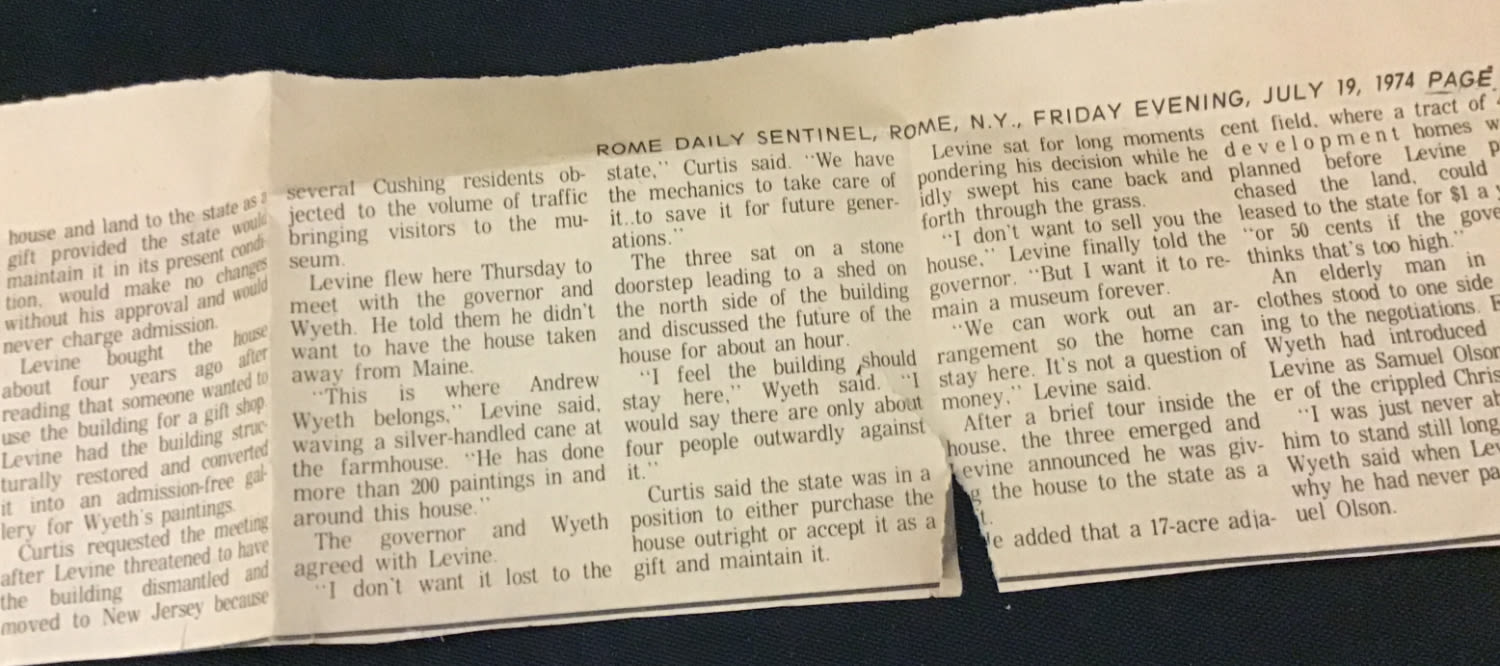 ROME DAILY SENTINEL, ROME, N.Y., FRIDAY EVENING, JULY 19, 1974 PAGE
house and land to the state as a
gift provided the state would
maintain it in its present condi-
tion, would make no changes
without his approval and would
never charge admission.
Levine bought the house
about four years ago after
reading that someone wanted to
use the building for a gift shop.
Levine had the building struc-
turally restored and converted
it into an admission-free gal-
lery for Wyeth's paintings.
Curtis requested the meeting
after Levine threatened to have
the building dismantled and
moved to New Jersey because
several Cushing residents ob-
jected to the volume of traffic
bringing visitors to the mu-
seum.
Levine flew here Thursday to
meet with the governor and
Wyeth. He told them he didn't
want to have the house taken
away from Maine.
"This is where Andrew
Wyeth belongs," Levine said,
waving a silver-handled cane at
the farmhouse. "He has done
more than 200 paintings in and
around this house."
The governor and Wyeth
agreed with Levine.
"I don't want it lost to the
state," Curtis said. "We have
the mechanics to take care of
it..to save it for future gener-
ations."
The three sat on a stone
doorstep leading to a shed on
the north side of the building
and discussed the future of the
house for about an hour.
"I feel the building should
stay here," Wyeth said. "I
would say there are only about
four people outwardly against
it."
Curtis said the state was in a
position to either purchase the
house outright or accept it as a
gift and maintain it.
Levine sat for long moments
pondering his decision while he
idly swept his cane back and
forth through the grass.
"I don't want to sell you the
house," Levine finally told the
governor. "But I want it to re-
main a museum forever.
"We can work out an ar-
rangement so the home can
stay here. It's not a question of
money," Levine said.
After a brief tour inside the
house, the three emerged and
Levine announced he was giv-
g the house to the state as a
t.
e added that a 17-acre adja-
cent field, where a tract of
development homes w
planned before Levine p
chased the land, could
leased to the state for $1 a y
"or 50 cents if the gove
thinks that's too high."
An elderly man in
clothes stood to one side
ing to the negotiations.
Wyeth had introduced
Levine as Samuel Olson
er of the crippled Chris
"I was just never ab
him to stand still long
Wyeth said when Lev
why he had never pa
uel Olson.